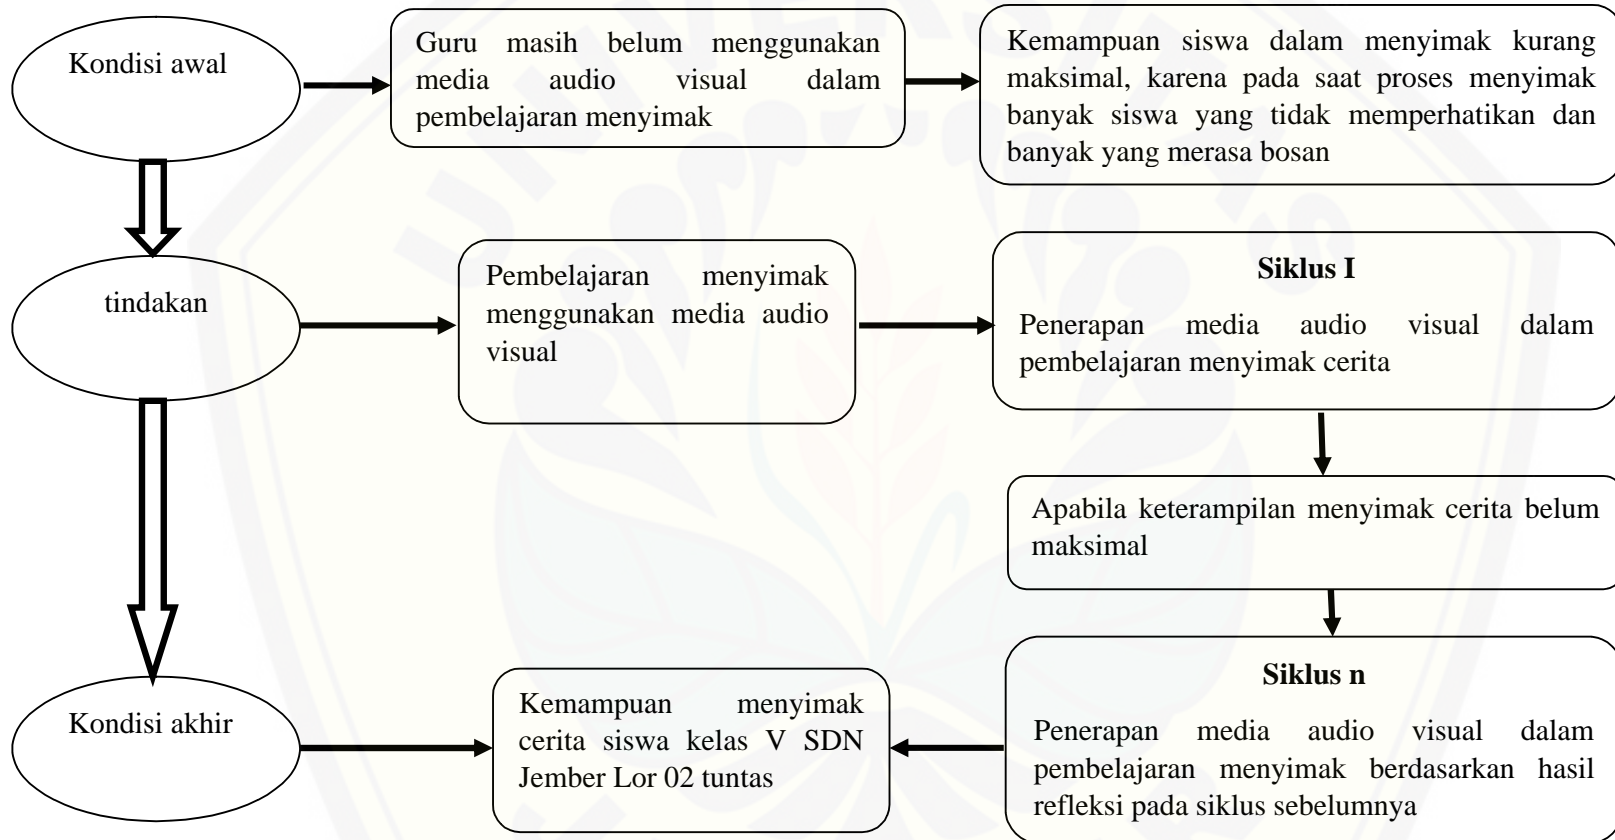 Kondisi awal
Guru masih belum menggunakan
media audio visual dalam
pembelajaran menyimak
Kemampuan siswa dalam menyimak kurang
maksimal, karena pada saat proses menyimak
banyak siswa yang tidak memperhatikan dan
banyak yang merasa bosan
tindakan
Pembelajaran menyimak
menggunakan media audio
visual
Siklus I
Penerapan media audio visual dalam
pembelajaran menyimak cerita
Apabila keterampilan menyimak cerita belum
maksimal
Siklus n
Penerapan media audio visual dalam
pembelajaran menyimak berdasarkan hasil
refleksi pada siklus sebelumnya
Kondisi akhir
Kemampuan menyimak
cerita siswa kelas V SDN
Jember Lor 02 tuntas
UNIVERSITAS